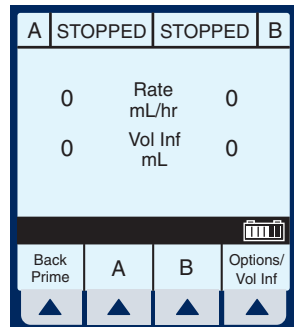 A STOPPED STOPPED B
0 Rate mL/hr 0
0 Vol Inf mL 0
Back Prime A B Options/ Vol Inf